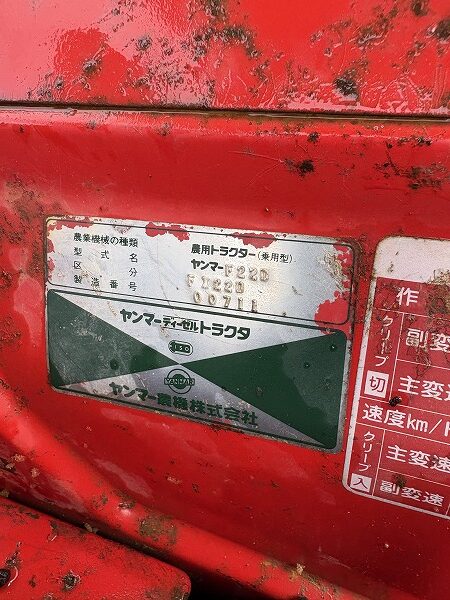 農業機械の種類 農用トラクター(乗用型)
型式名 ヤンマーF22D
区分 F122D
製造番号 00711
ヤンマーディーゼルトラクタ
YANMAR
ヤンマー農機株式会社
作
クリープ 切 副変
主変速
速度km/h
クリープ 入 主変速
副変速